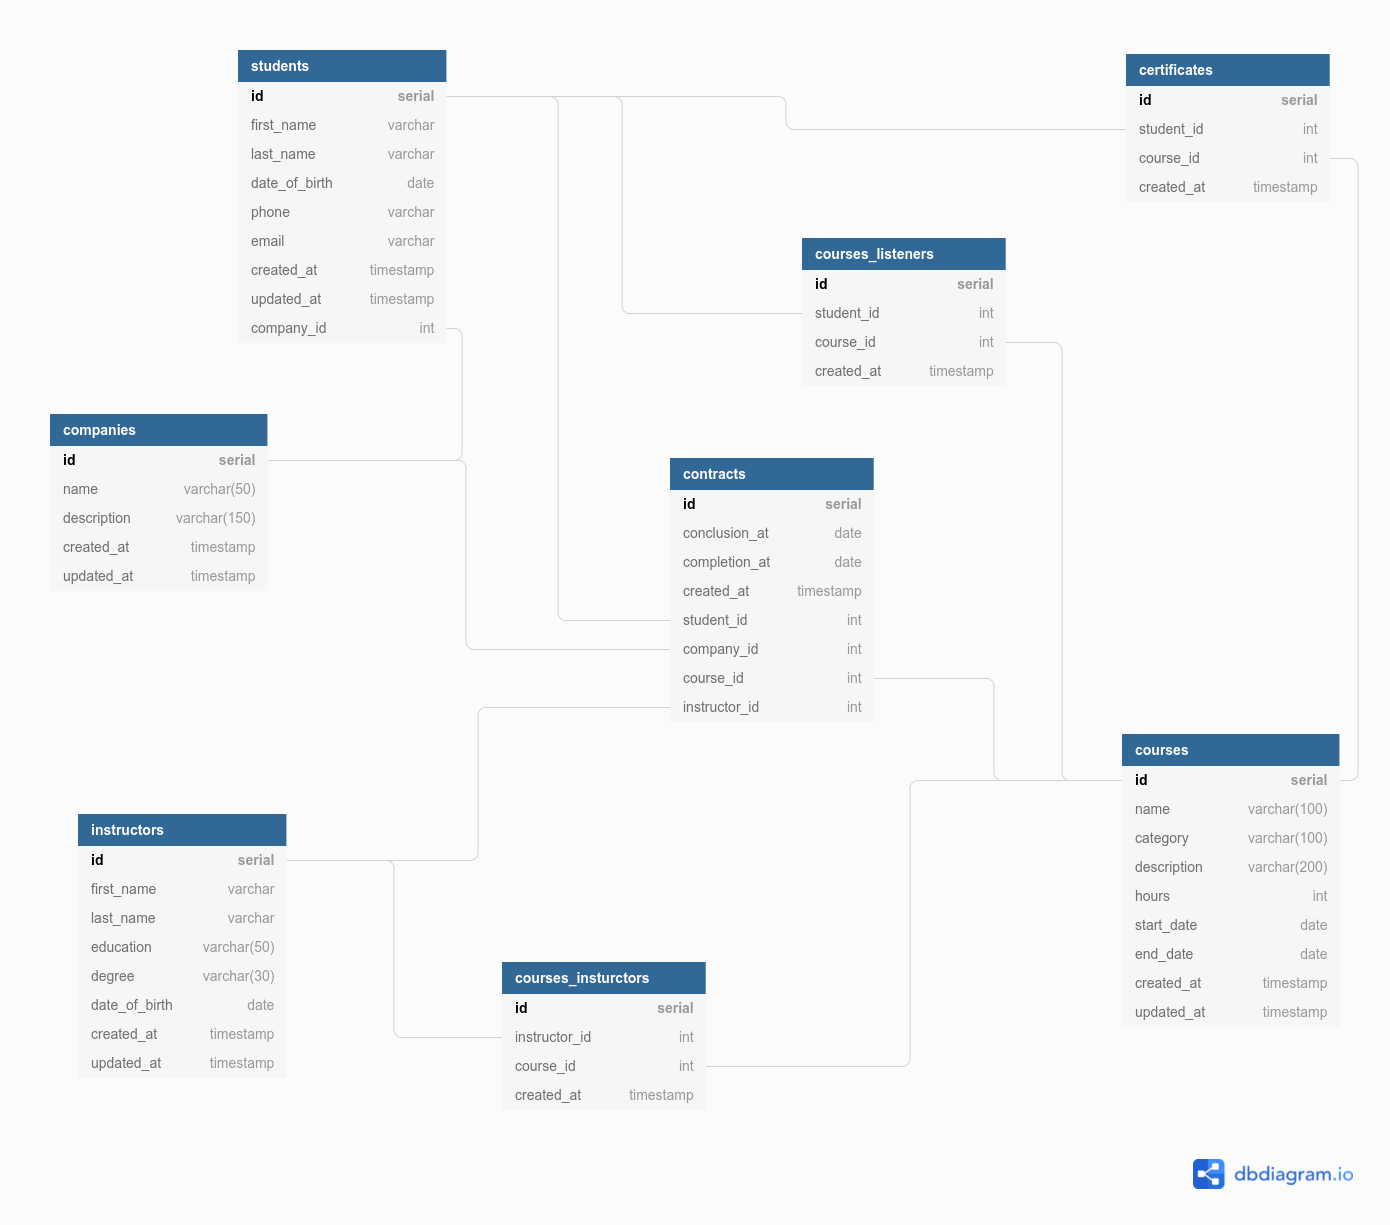 students
id serial
first_name varchar
last_name varchar
date_of_birth date
phone varchar
email varchar
created_at timestamp
updated_at timestamp
company_id int
certificates
id serial
student_id int
course_id int
created_at timestamp
courses_listeners
id serial
student_id int
course_id int
created_at timestamp
companies
id serial
name varchar(50)
description varchar(150)
created_at timestamp
updated_at timestamp
contracts
id serial
conclusion_at date
completion_at date
created_at timestamp
student_id int
company_id int
course_id int
instructor_id int
courses
id serial
name varchar(100)
category varchar(100)
description varchar(200)
hours int
start_date date
end_date date
created_at timestamp
updated_at timestamp
instructors
id serial
first_name varchar
last_name varchar
education varchar(50)
degree varchar(30)
date_of_birth date
created_at timestamp
updated_at timestamp
courses_insturctors
id serial
instructor_id int
course_id int
created_at timestamp
dbdiagram.io